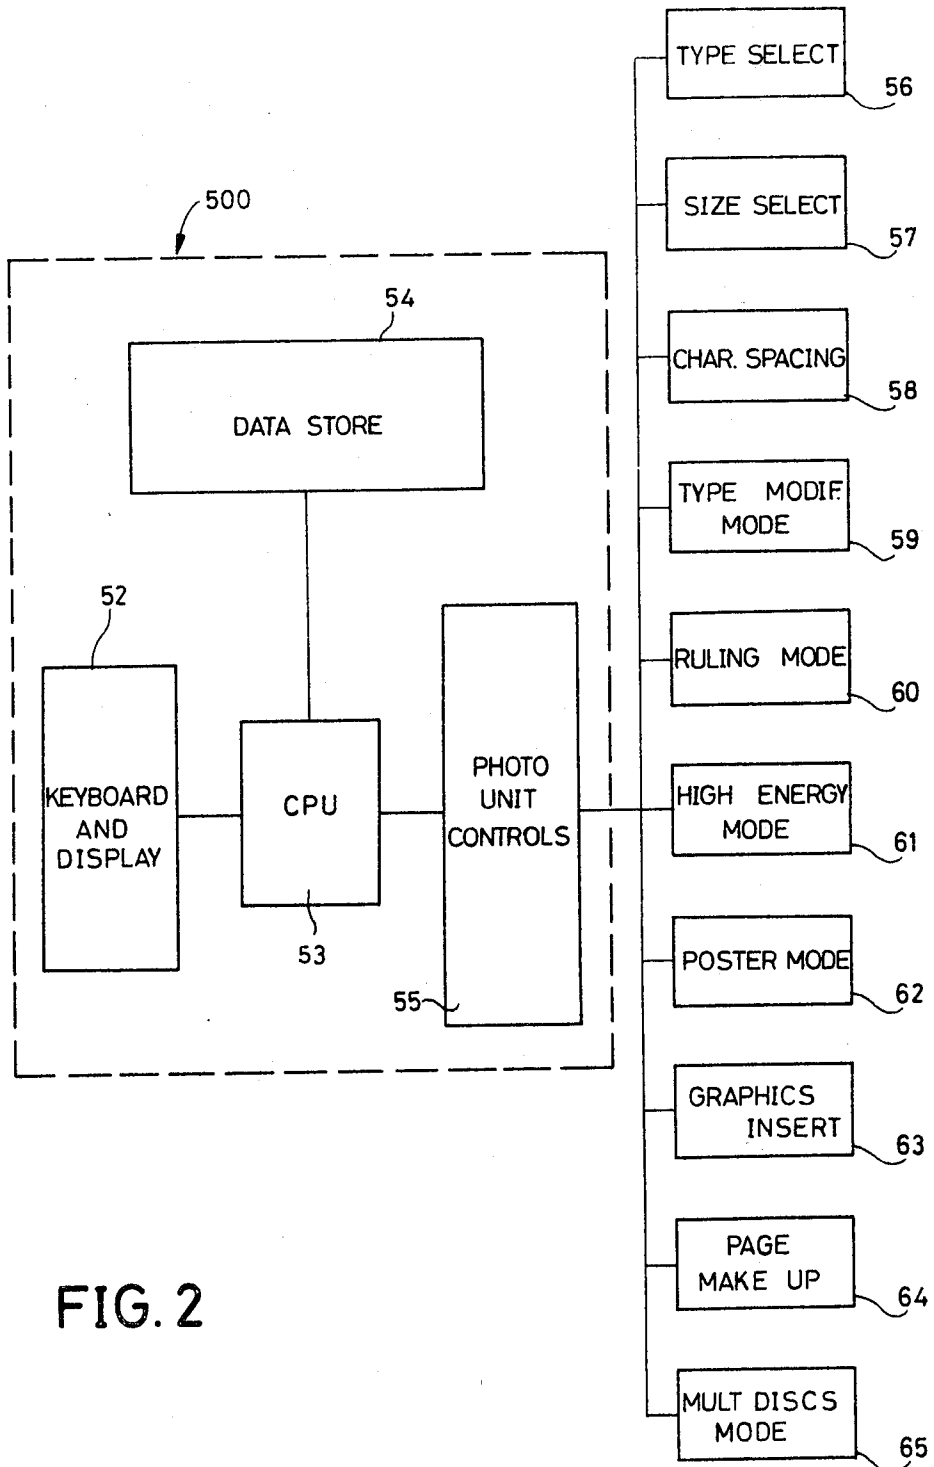 TYPE SELECT
56
500
SIZE SELECT
57
54
CHAR. SPACING
58
DATA STORE
TYPE MODIF.
MODE
59
52
RULING MODE
60
KEYBOARD
AND
DISPLAY
CPU
53
PHOTO
UNIT
CONTROLS
55
HIGH ENERGY
MODE
61
POSTER MODE
62
GRAPHICS
INSERT
63
PAGE
MAKE UP
64
MULT DISCS
MODE
65
FIG. 2